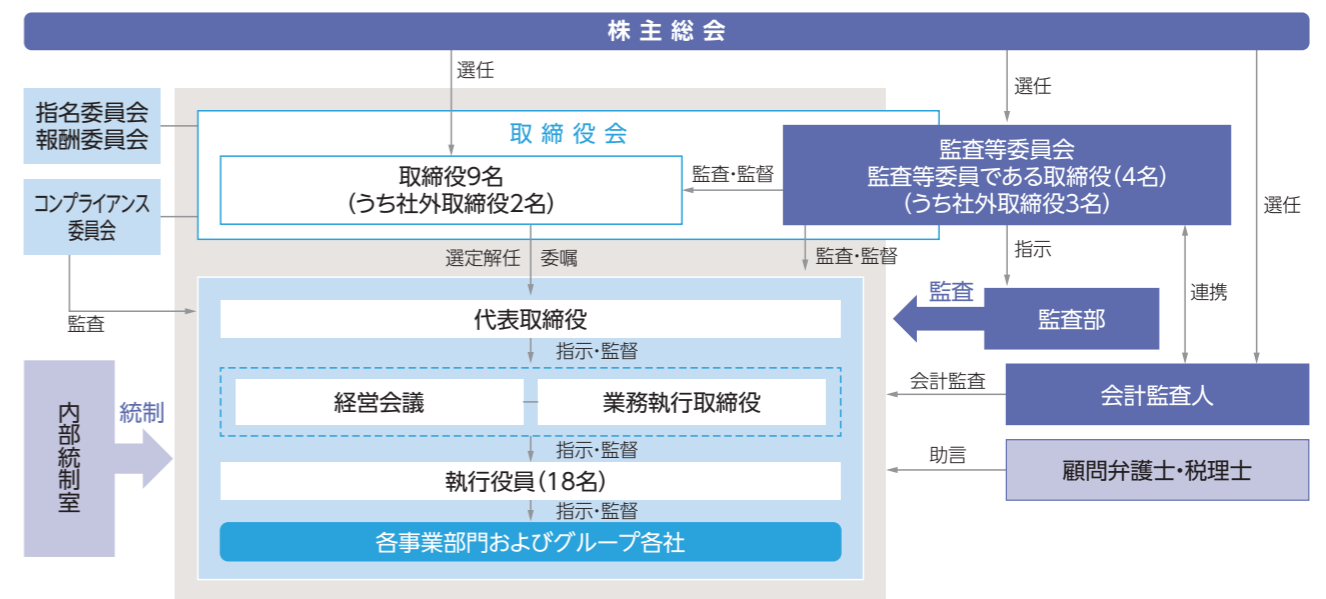 株主総会
選任
選任
選任
指名委員会
報酬委員会
コンプライアンス
委員会
監査
取締役会
取締役9名
(うち社外取締役2名)
監査・監督
監査等委員会
監査等委員である取締役(4名)
(うち社外取締役3名)
選定解任 委嘱
監査・監督
指示
連携
監査
監査部
代表取締役
指示・監督
経営会議
業務執行取締役
会計監査
会計監査人
内部統制室
統制
指示・監督
執行役員(18名)
助言
顧問弁護士・税理士
指示・監督
各事業部門およびグループ各社